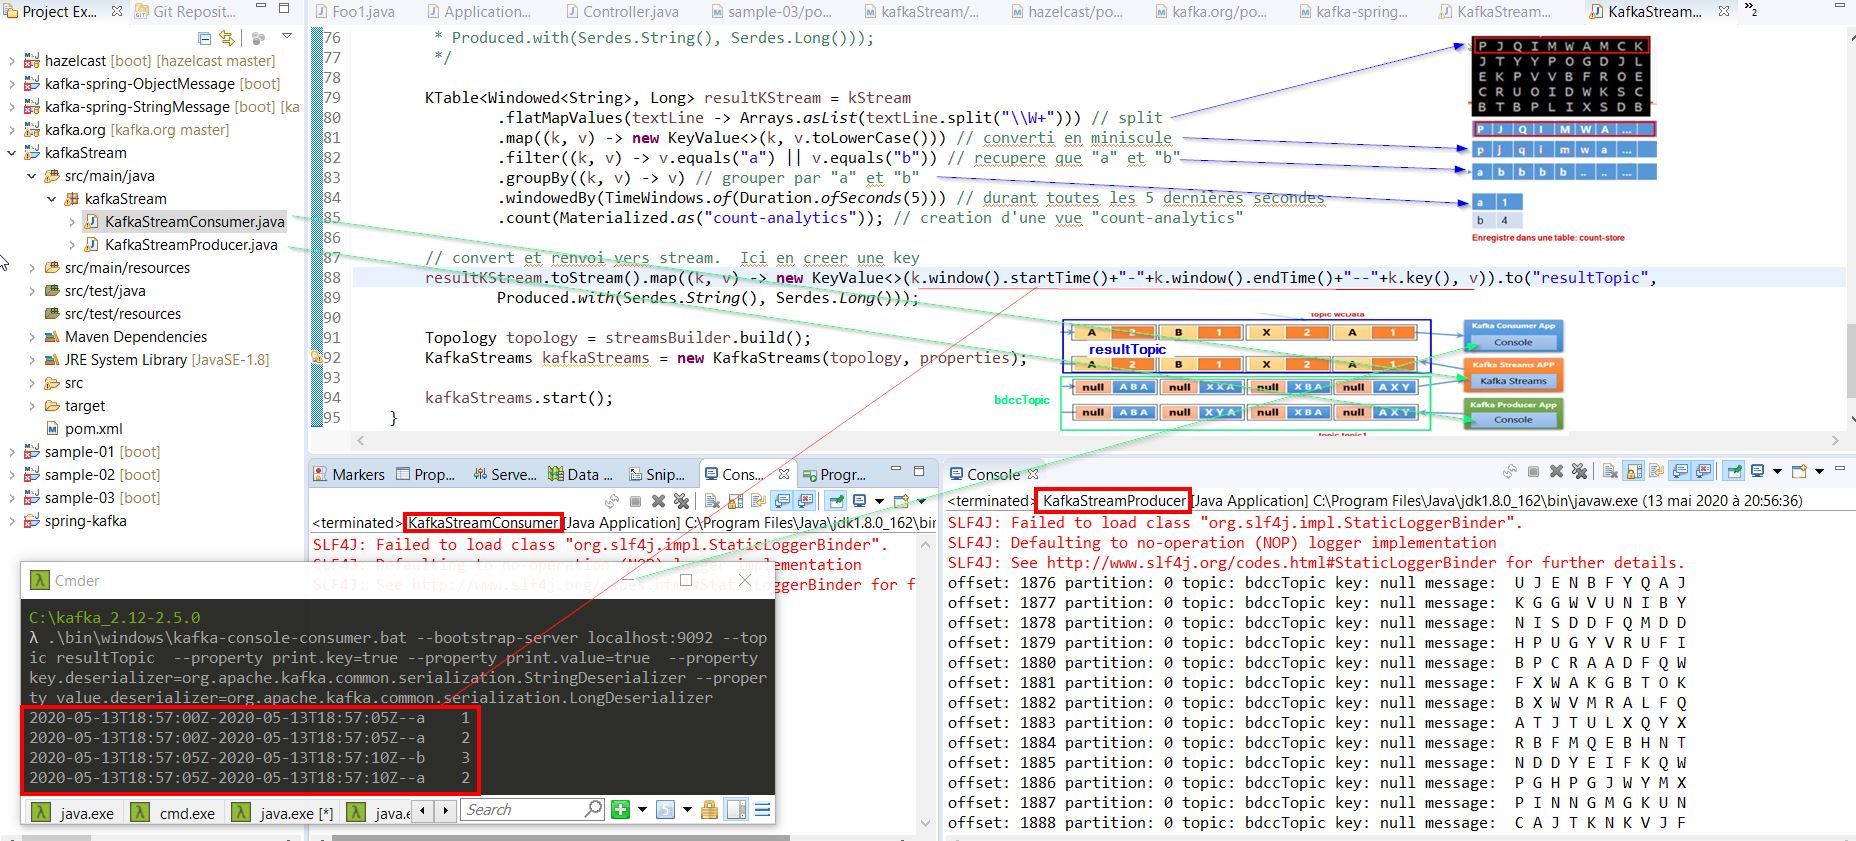 Project Ex...
Git Reposit...
Foo1.java
Application...
Controller.java
sample-03/po...
kafkaStream/...
hazelcast/po...
kafka.org/po...
kafka-spring...
KafkaStream...
KafkaStream...
»2
hazelcast [boot] [hazelcast master]
kafka-spring-ObjectMessage [boot]
kafka-spring-StringMessage [boot] [ka
kafka.org [kafka.org master]
kafkaStream
src/main/java
kafkaStream
KafkaStreamConsumer.java
KafkaStreamProducer.java
src/main/resources
src/test/java
src/test/resources
Maven Dependencies
JRE System Library [JavaSE-1.8]
src
target
pom.xml
sample-01 [boot]
sample-02 [boot]
sample-03 [boot]
spring-kafka
76 * Produced.with(Serdes.String(), Serdes.Long()));
77 */
78
79 KTable<Windowed<String>, Long> resultKStream = kStream
80 .flatMapValues(textLine -> Arrays.asList(textLine.split("\\W+"))) // split
81 .map((k, v) -> new KeyValue<>(k, v.toLowerCase())) // converti en miniscule
82 .filter((k, v) -> v.equals("a") || v.equals("b")) // recupere que "a" et "b"
83 .groupBy((k, v) -> v) // grouper par "a" et "b"
84 .windowedBy(TimeWindows.of(Duration.ofSeconds(5))) // durant toutes les 5 dernières secondes
85 .count(Materialized.as("count-analytics")); // creation d'une vue "count-analytics"
86
87 // convert et renvoi vers stream. Ici en creer une key
88 resultKStream.toStream().map((k, v) -> new KeyValue<>(k.window().startTime()+"-"+k.window().endTime()+"--"+k.key(), v)).to("resultTopic",
89 Produced.with(Serdes.String(), Serdes.Long()));
90
91 Topology topology = streamsBuilder.build();
92 KafkaStreams kafkaStreams = new KafkaStreams(topology, properties);
93
94 kafkaStreams.start();
95 }
P J Q I M W A M C K
J T Y Y P O G D J L
E K P V V B F R O E
C R U O I D W K S C
B T B P L I X S D B
P J Q I M W A ...
p j q i m w a ...
a b b b b .. .. ...
a 1
b 4
Enregistre dans une table: count-store
topic wcData
A 2 B 1 X 2 A 1
resultTopic
A 2 B 1 X 2 A 1
bdccTopic
null A B A null X X A null X B A null A X Y
null A B A null X Y A null X B A null A X Y
topic topic1
Kafka Consumer App
Console
Kafka Streams APP
Kafka Streams
Kafka Producer App
Console
Markers
Prop...
Serve...
Data ...
Snip...
Cons...
Progr...
<terminated> KafkaStreamConsumer [Java Application] C:\Program Files\Java\jdk1.8.0_162\bin
SLF4J: Failed to load class "org.slf4j.impl.StaticLoggerBinder".
SLF4J: Defaulting to no-operation (NOP) logger implementation
SLF4J: See http://www.slf4j.org/codes.html#StaticLoggerBinder for f
Cmder
C:\kafka_2.12-2.5.0
λ .\bin\windows\kafka-console-consumer.bat --bootstrap-server localhost:9092 --top
ic resultTopic --property print.key=true --property print.value=true --property
key.deserializer=org.apache.kafka.common.serialization.StringDeserializer --proper
ty value.deserializer=org.apache.kafka.common.serialization.LongDeserializer
2020-05-13T18:57:00Z-2020-05-13T18:57:05Z--a 1
2020-05-13T18:57:00Z-2020-05-13T18:57:05Z--a 2
2020-05-13T18:57:05Z-2020-05-13T18:57:10Z--b 3
2020-05-13T18:57:05Z-2020-05-13T18:57:10Z--a 2
java.exe
cmd.exe
java.exe [*]
java.e
Search
Console
<terminated> KafkaStreamProducer [Java Application] C:\Program Files\Java\jdk1.8.0_162\bin\javaw.exe (13 mai 2020 à 20:56:36)
SLF4J: Failed to load class "org.slf4j.impl.StaticLoggerBinder".
SLF4J: Defaulting to no-operation (NOP) logger implementation
SLF4J: See http://www.slf4j.org/codes.html#StaticLoggerBinder for further details.
offset: 1876 partition: 0 topic: bdccTopic key: null message: U J E N B F Y Q A J
offset: 1877 partition: 0 topic: bdccTopic key: null message: K G G W V U N I B Y
offset: 1878 partition: 0 topic: bdccTopic key: null message: N I S D D F Q M D D
offset: 1879 partition: 0 topic: bdccTopic key: null message: H P U G Y V R U F I
offset: 1880 partition: 0 topic: bdccTopic key: null message: B P C R A A D F Q W
offset: 1881 partition: 0 topic: bdccTopic key: null message: F X W A K G B T O K
offset: 1882 partition: 0 topic: bdccTopic key: null message: B X W V M R A L F Q
offset: 1883 partition: 0 topic: bdccTopic key: null message: A T J T U L X Q Y X
offset: 1884 partition: 0 topic: bdccTopic key: null message: R B F M Q E B H N T
offset: 1885 partition: 0 topic: bdccTopic key: null message: N D D Y E I F K Q W
offset: 1886 partition: 0 topic: bdccTopic key: null message: P G H P G J W Y M X
offset: 1887 partition: 0 topic: bdccTopic key: null message: P I N N G M G K U N
offset: 1888 partition: 0 topic: bdccTopic key: null message: C A J T K N K V J F